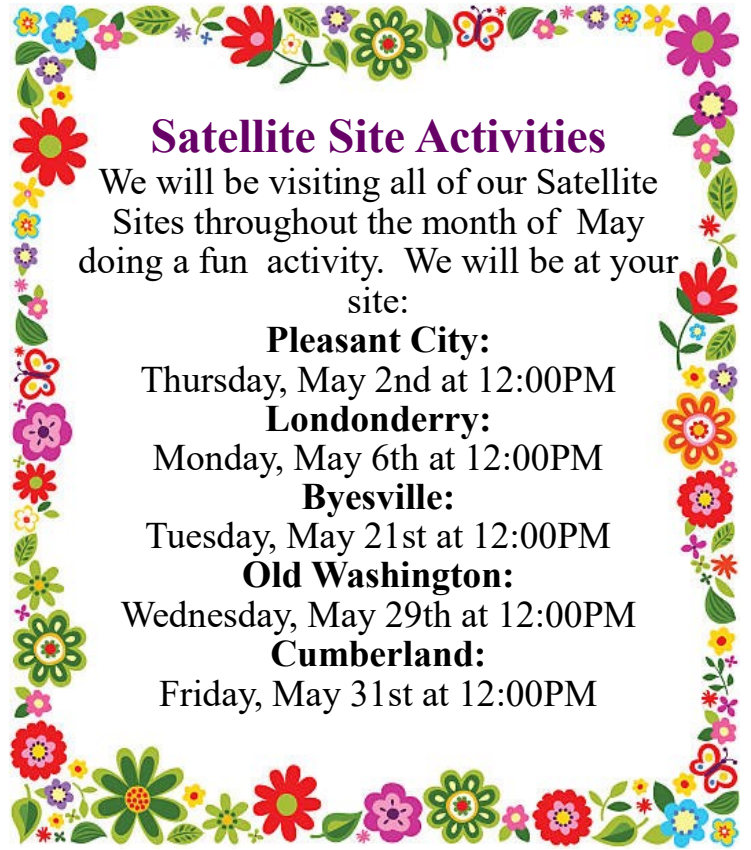 Satellite Site Activities
We will be visiting all of our Satellite
Sites throughout the month of  May
doing a fun  activity.  We will be at your
site:
Pleasant City:
Thursday, May 2nd at 12:00PM
Londonderry:
Monday, May 6th at 12:00PM
Byesville:
Tuesday, May 21st at 12:00PM
Old Washington:
Wednesday, May 29th at 12:00PM
Cumberland:
Friday, May 31st at 12:00PM